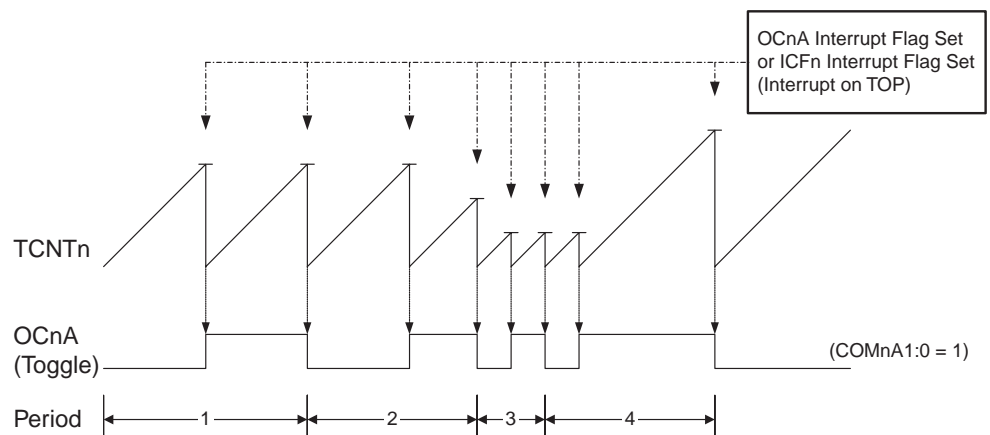 OCnA Interrupt Flag Set
or ICFn Interrupt Flag Set
(Interrupt on TOP)
TCNTn
OCnA
(Toggle)
(COMnA1:0 = 1)
Period
1
2
3
4